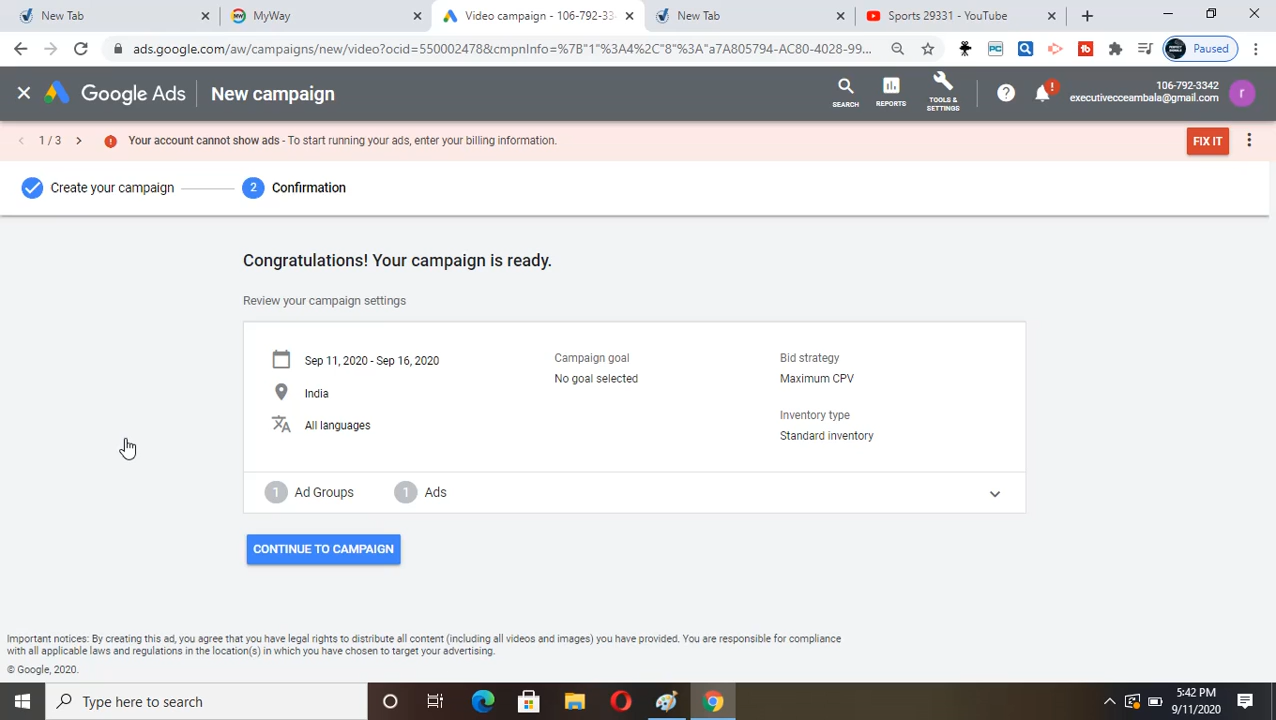 New Tab
MyWay
Video campaign - 106-792-33
New Tab
Sports 29331 - YouTube
ads.google.com/aw/campaigns/new/video?ocid=550002478&cmpnInfo=%7B"1"%3A4%2C"8"%3A"a7A805794-AC80-4028-99...
Paused
Google Ads
New campaign
SEARCH
REPORTS
TOOLS & SETTINGS
106-792-3342
executivecceambala@gmail.com
r
1 / 3
Your account cannot show ads - To start running your ads, enter your billing information.
FIX IT
Create your campaign
2 Confirmation
Congratulations! Your campaign is ready.
Review your campaign settings
Sep 11, 2020 - Sep 16, 2020
India
All languages
Campaign goal
No goal selected
Bid strategy
Maximum CPV
Inventory type
Standard inventory
1 Ad Groups
1 Ads
CONTINUE TO CAMPAIGN
Important notices: By creating this ad, you agree that you have legal rights to distribute all content (including all videos and images) you have provided. You are responsible for compliance
with all applicable laws and regulations in the location(s) in which you have chosen to target your advertising.
© Google, 2020.
Type here to search
5:42 PM
9/11/2020